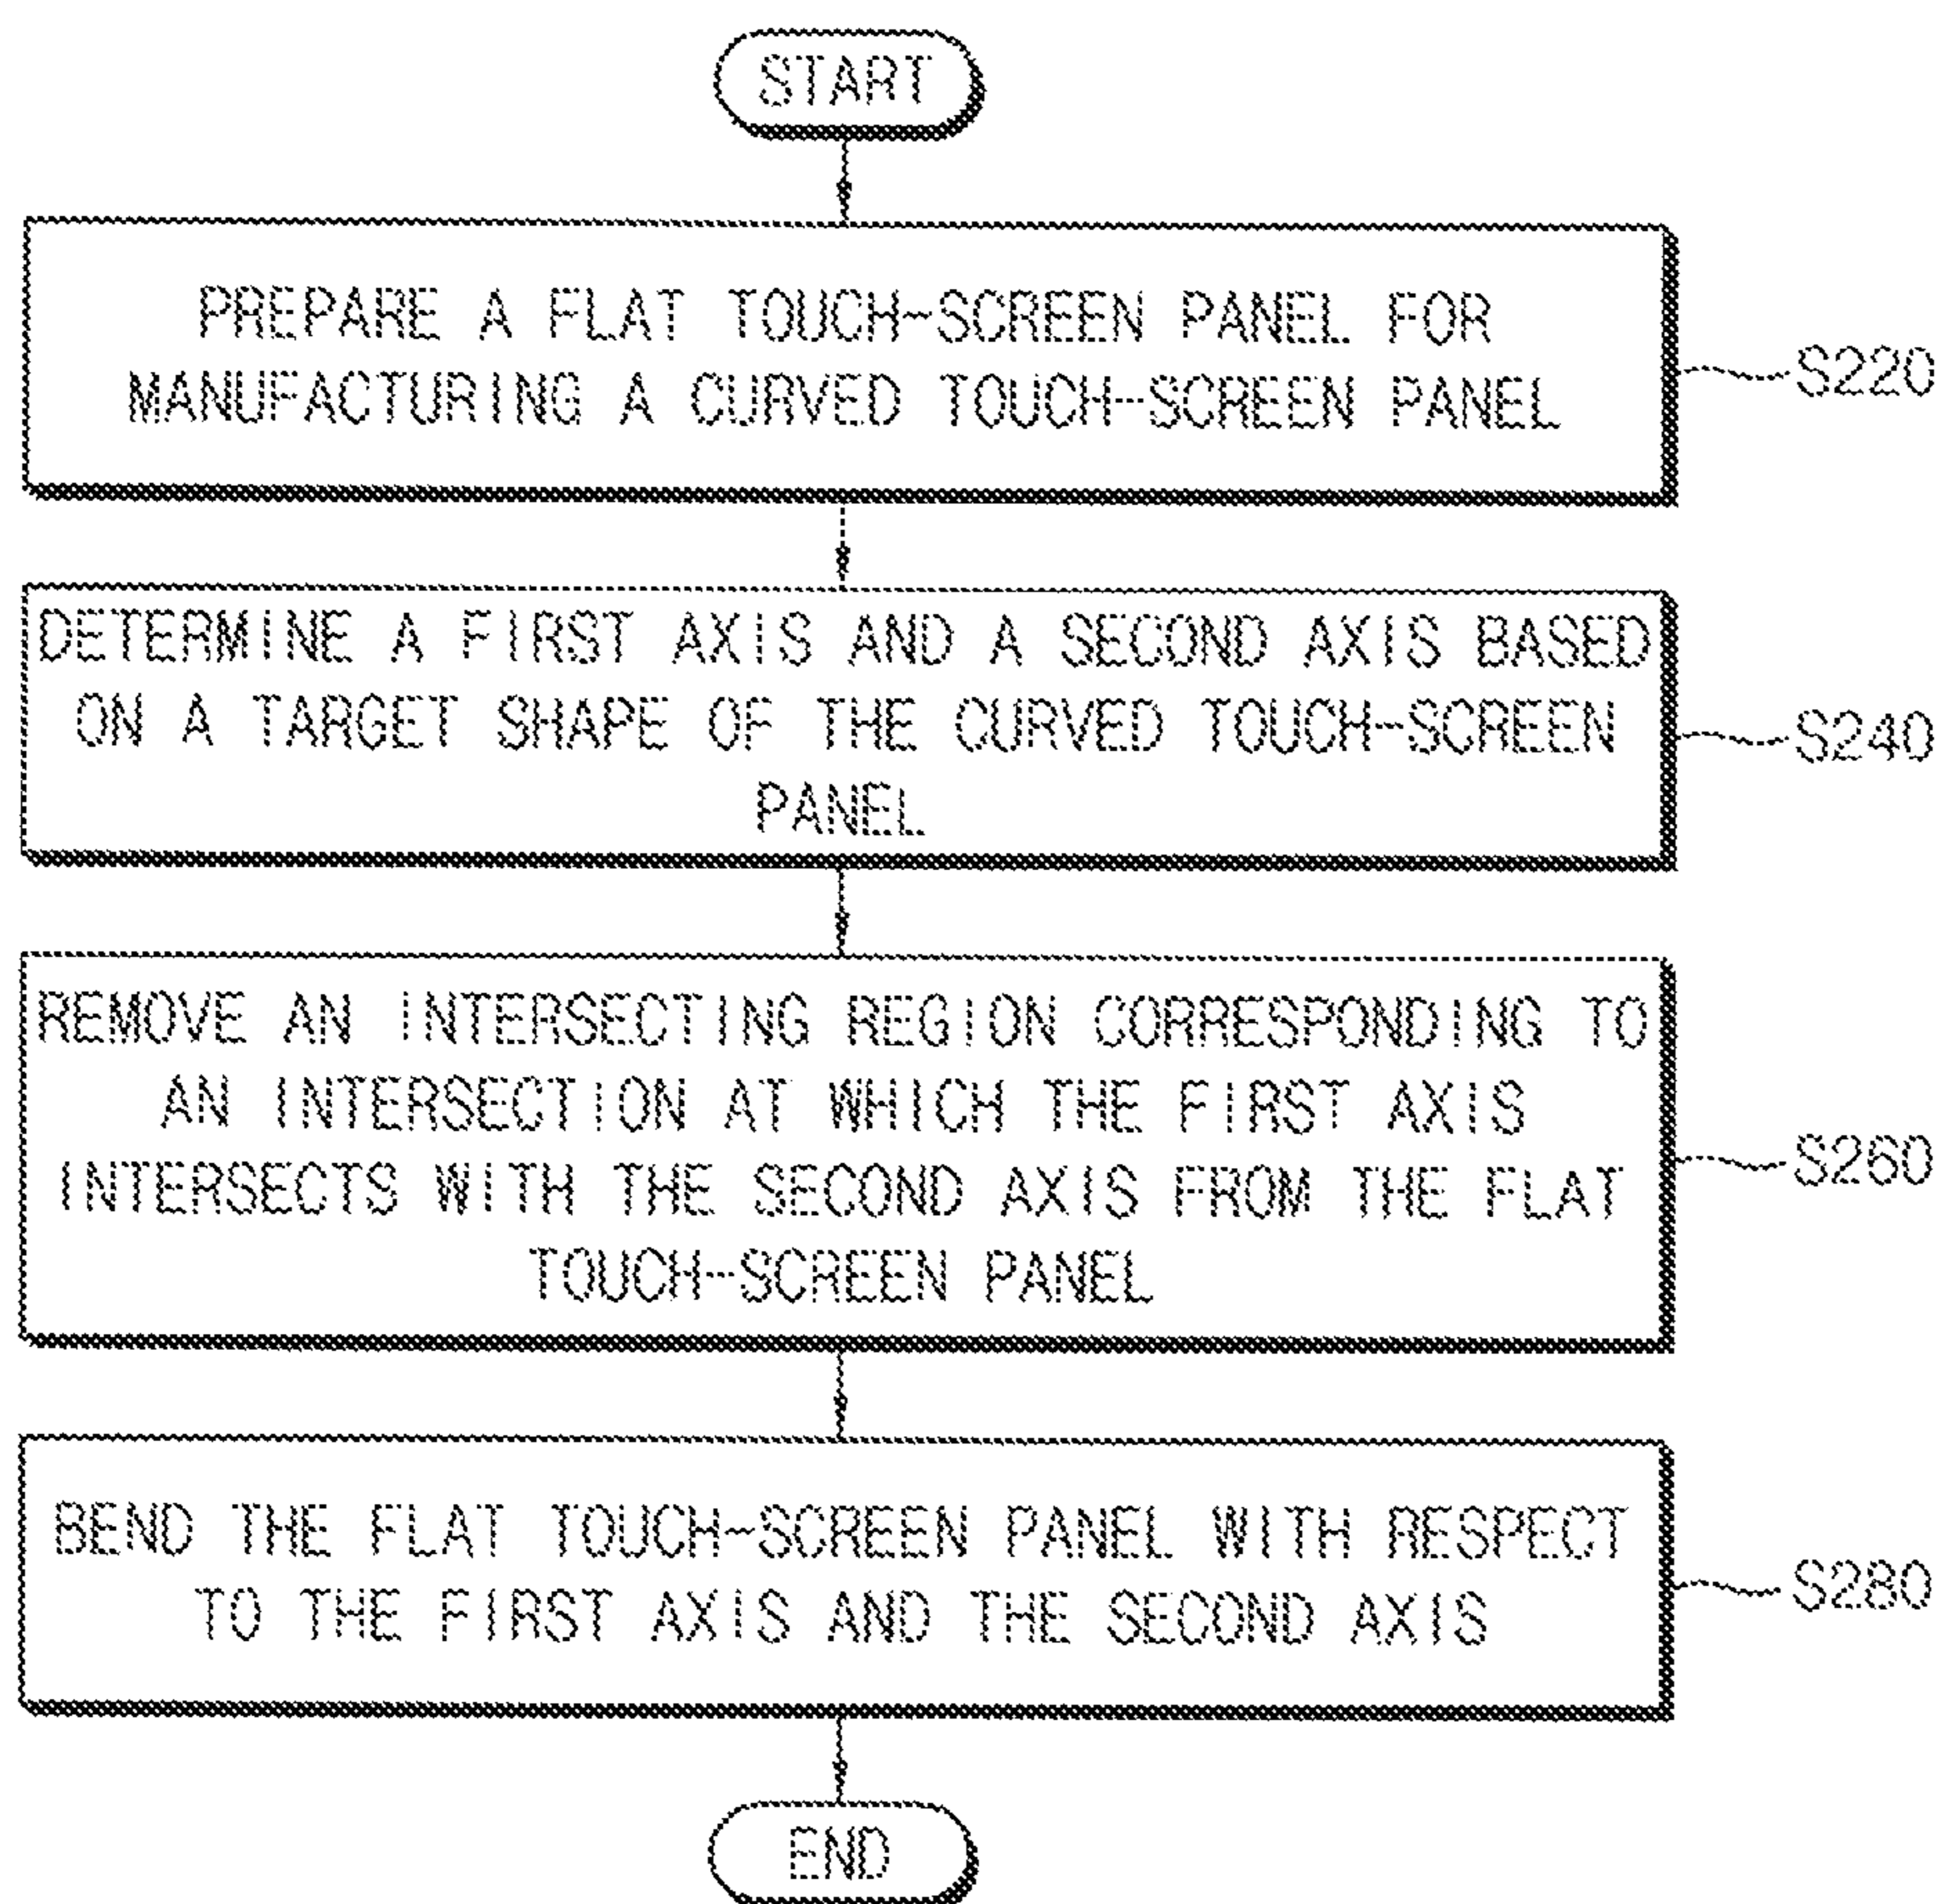 START
PREPARE A FLAT TOUCH-SCREEN PANEL FOR
MANUFACTURING A CURVED TOUCH-SCREEN PANEL
S220
DETERMINE A FIRST AXIS AND A SECOND AXIS BASED
ON A TARGET SHAPE OF THE CURVED TOUCH-SCREEN
PANEL
S240
REMOVE AN INTERSECTING REGION CORRESPONDING TO
AN INTERSECTION AT WHICH THE FIRST AXIS
INTERSECTS WITH THE SECOND AXIS FROM THE FLAT
TOUCH-SCREEN PANEL
S260
BEND THE FLAT TOUCH-SCREEN PANEL WITH RESPECT
TO THE FIRST AXIS AND THE SECOND AXIS
S280
END